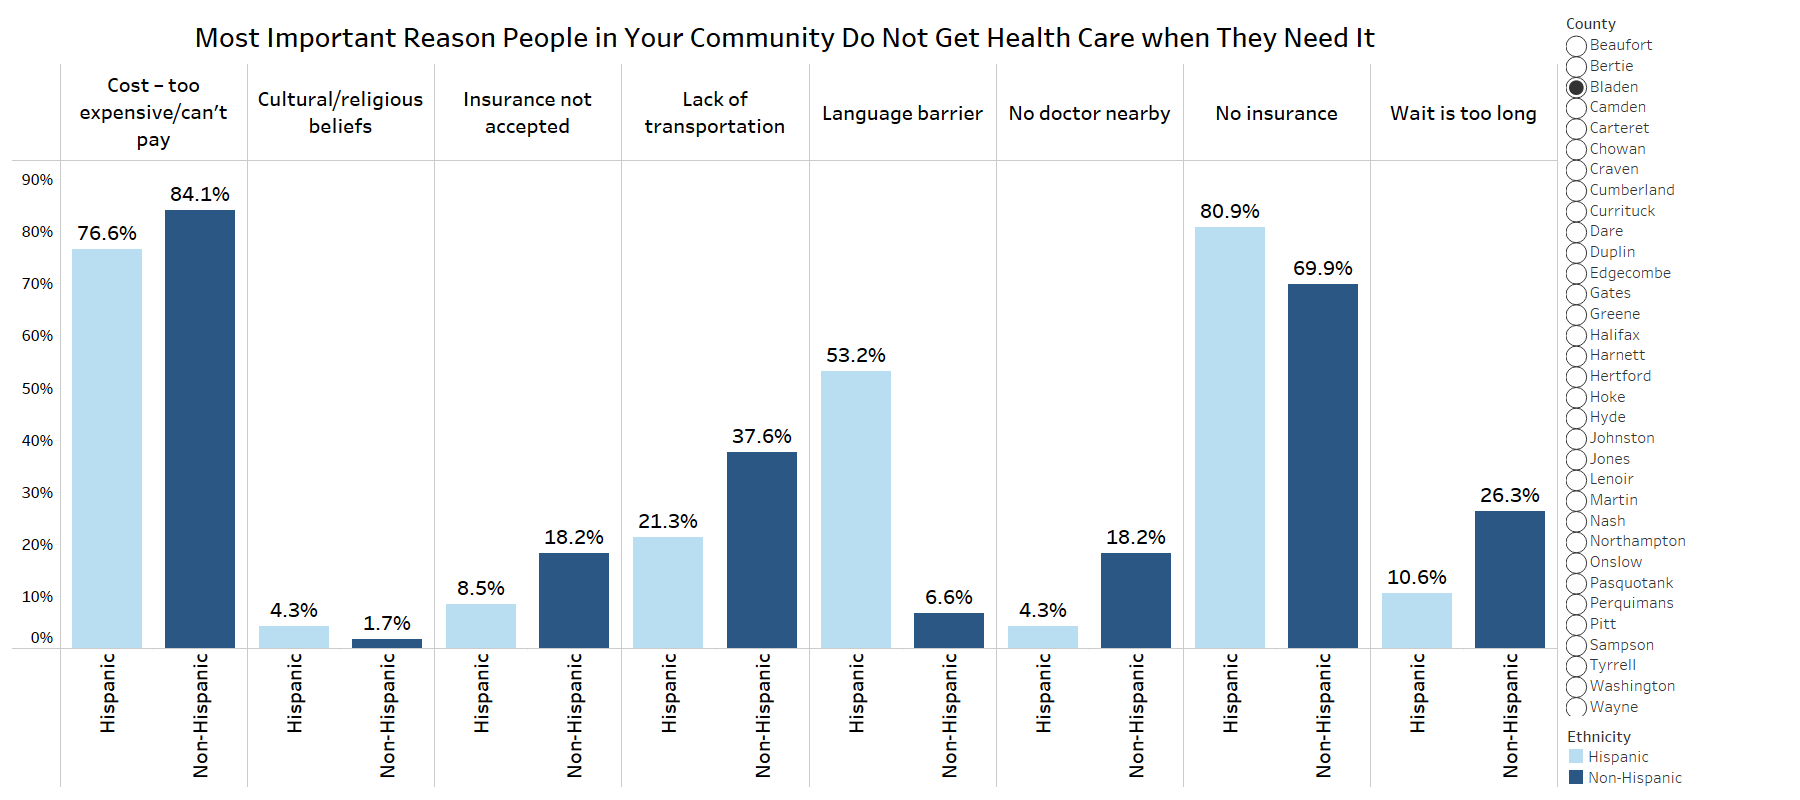 Most Important Reason People in Your Community Do Not Get Health Care when They Need It
Cost – too
expensive/can’t
pay
Cultural/religious
beliefs
Insurance not
accepted
Lack of
transportation
Language barrier
No doctor nearby
No insurance
Wait is too long
90%
80%
70%
60%
50%
40%
30%
20%
10%
0%
76.6%
84.1%
4.3%
1.7%
8.5%
18.2%
21.3%
37.6%
53.2%
6.6%
4.3%
18.2%
80.9%
69.9%
10.6%
26.3%
Hispanic
Non-Hispanic
Hispanic
Non-Hispanic
Hispanic
Non-Hispanic
Hispanic
Non-Hispanic
Hispanic
Non-Hispanic
Hispanic
Non-Hispanic
Hispanic
Non-Hispanic
Hispanic
Non-Hispanic
County
Beaufort
Bertie
Bladen
Camden
Carteret
Chowan
Craven
Cumberland
Currituck
Dare
Duplin
Edgecombe
Gates
Greene
Halifax
Harnett
Hertford
Hoke
Hyde
Johnston
Jones
Lenoir
Martin
Nash
Northampton
Onslow
Pasquotank
Perquimans
Pitt
Sampson
Tyrrell
Washington
Wayne
Ethnicity
Hispanic
Non-Hispanic